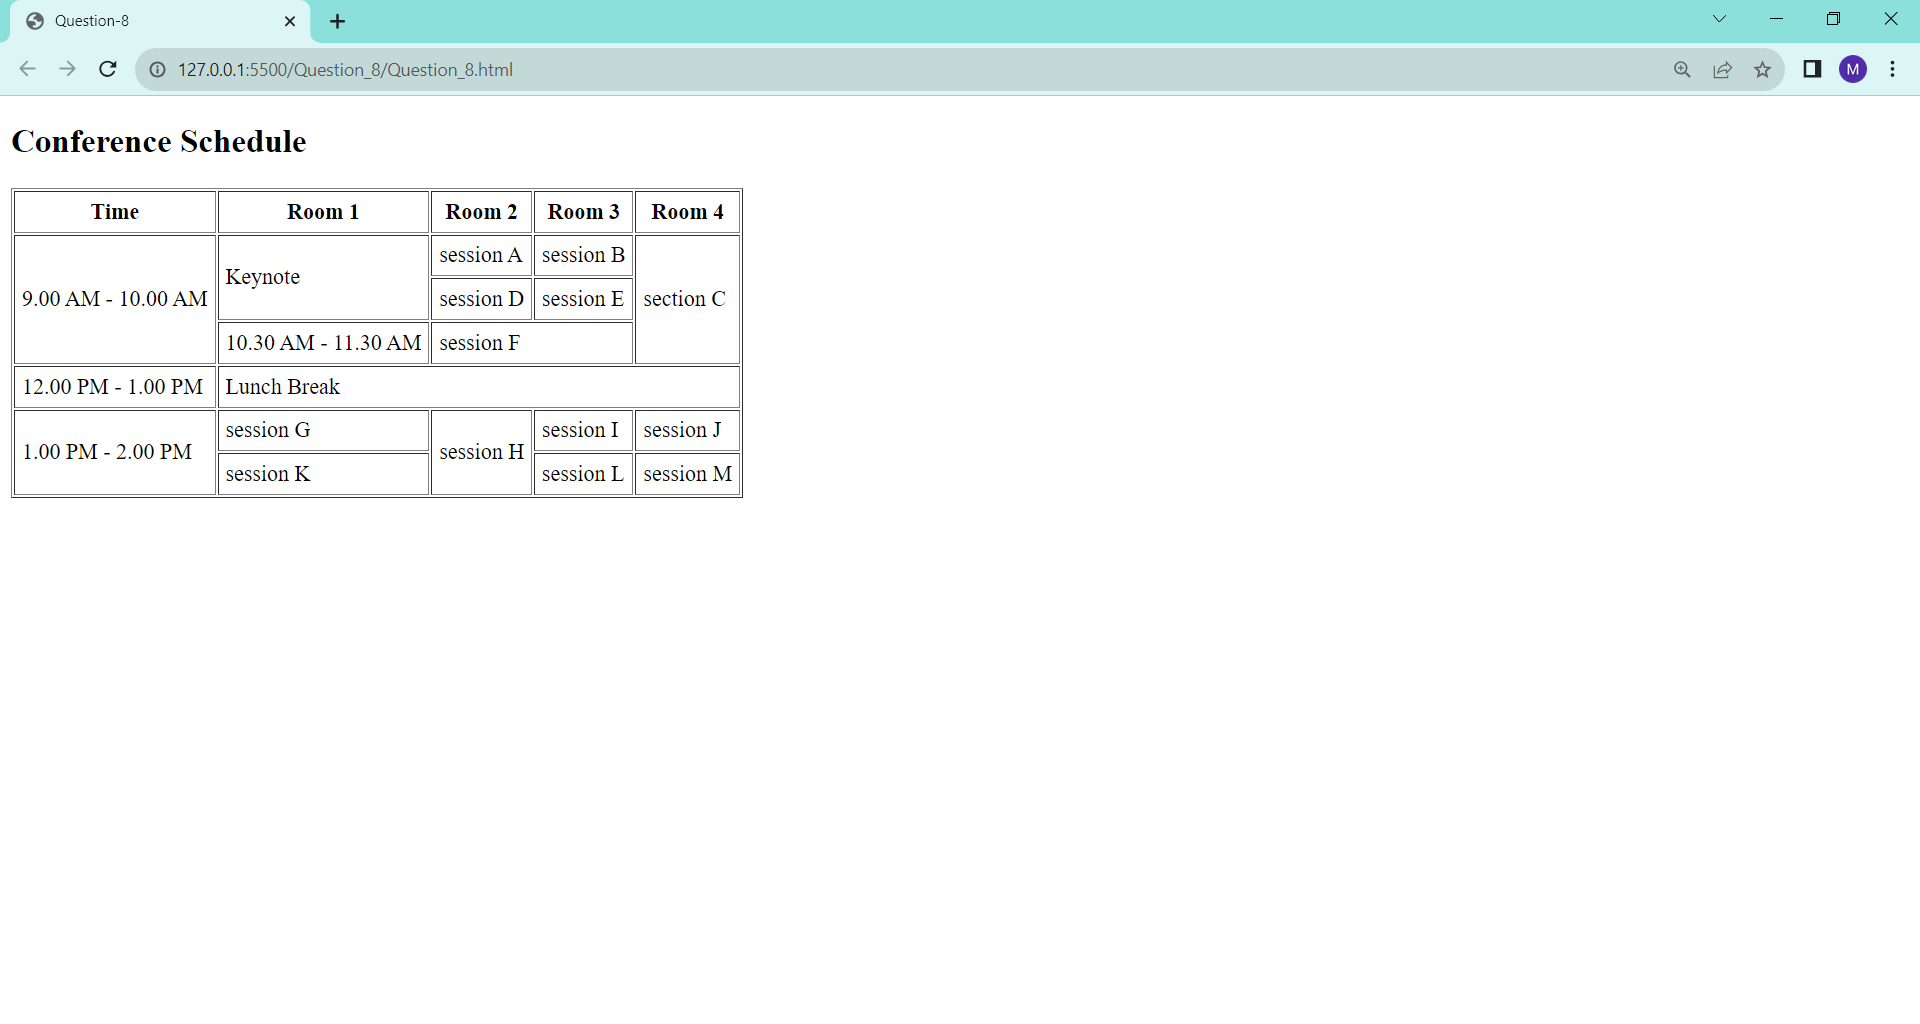 Question-8
127.0.0.1:5500/Question_8/Question_8.html
M
Conference Schedule
Time Room 1 Room 2 Room 3 Room 4
9.00 AM - 10.00 AM Keynote session A session B section C
session D session E
10.30 AM - 11.30 AM session F
12.00 PM - 1.00 PM Lunch Break
1.00 PM - 2.00 PM session G session H session I session J
session K session L session M